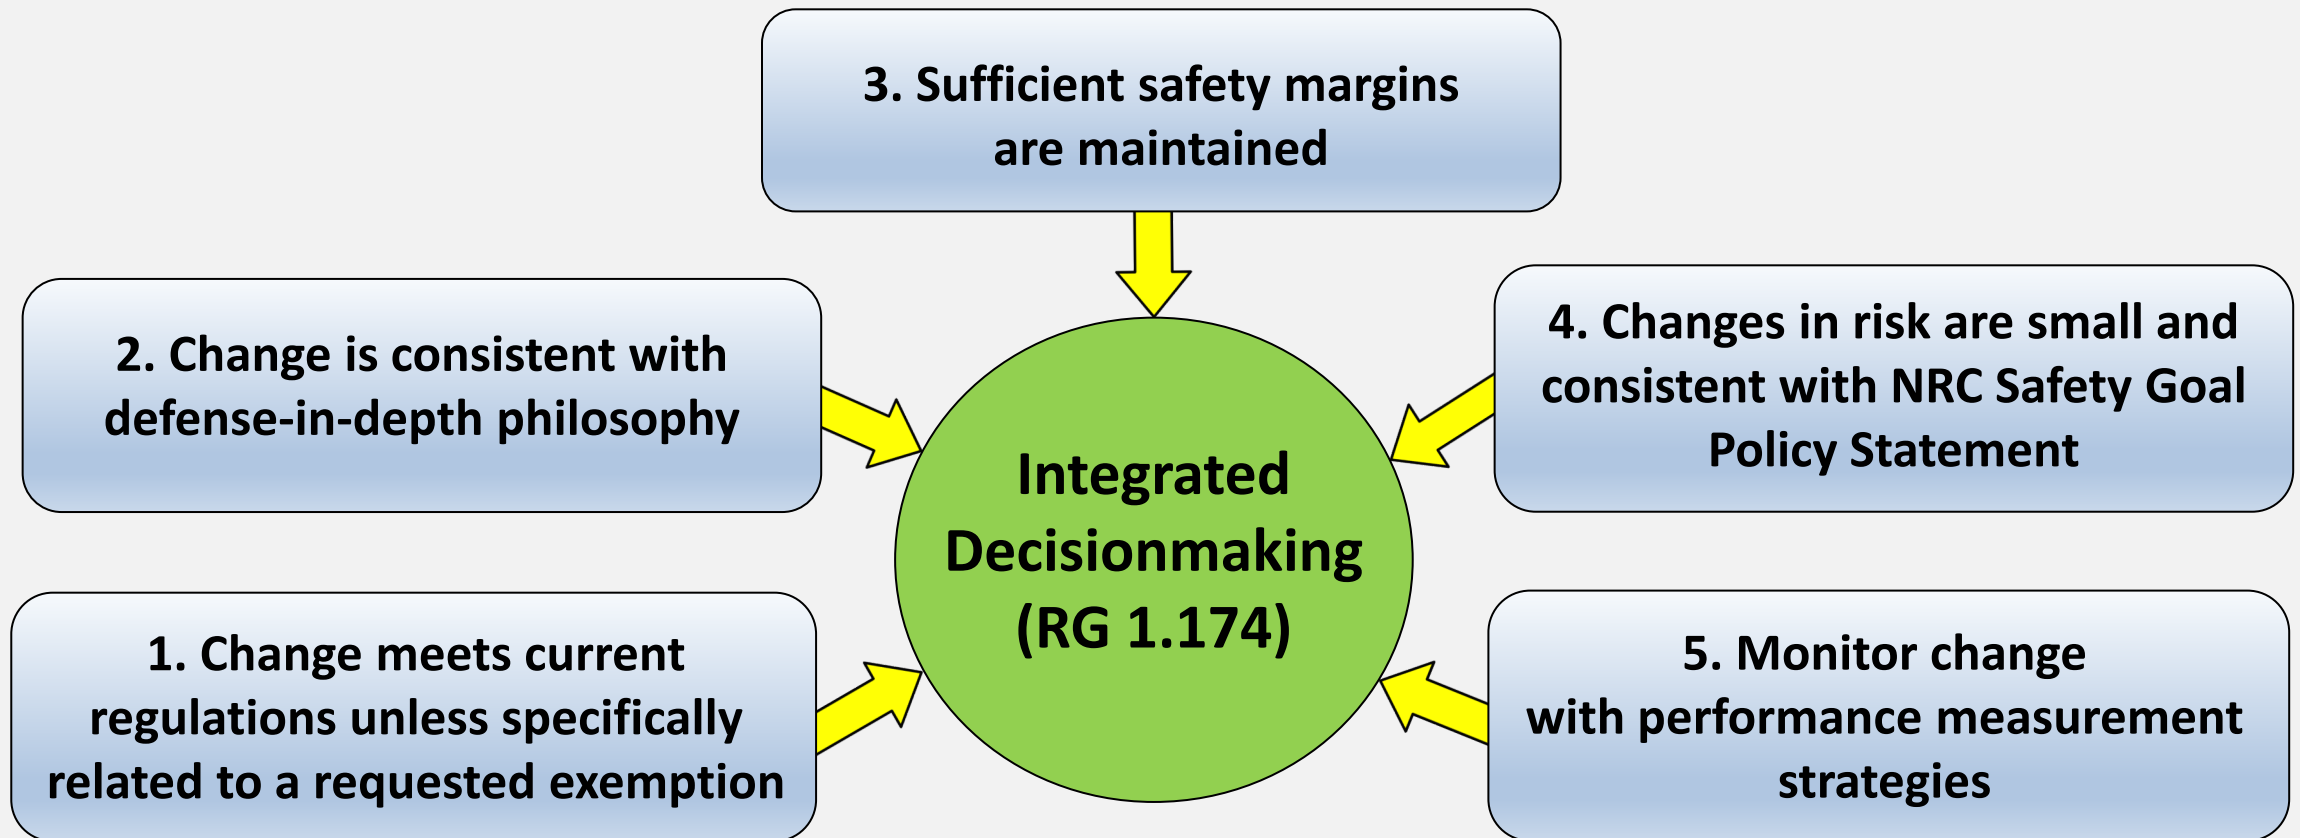 3. Sufficient safety margins
are maintained
2. Change is consistent with
defense-in-depth philosophy
4. Changes in risk are small and
consistent with NRC Safety Goal
Policy Statement
Integrated
Decisionmaking
(RG 1.174)
1. Change meets current
regulations unless specifically
related to a requested exemption
5. Monitor change
with performance measurement
strategies